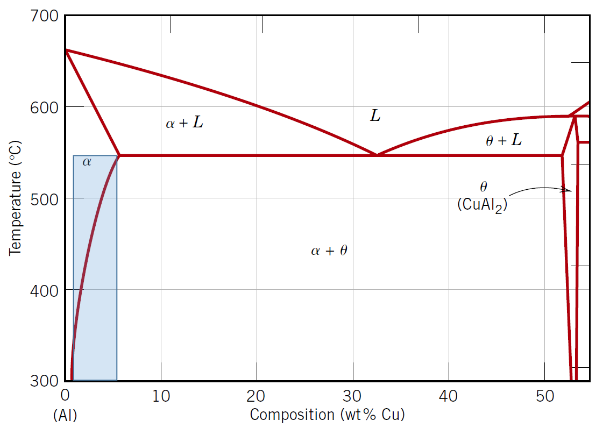 700
600
500
400
300
Temperature (°C)
α + L
L
θ + L
α
θ
(CuAl₂)
α + θ
0 10 20 30 40 50
(Al)
Composition (wt% Cu)